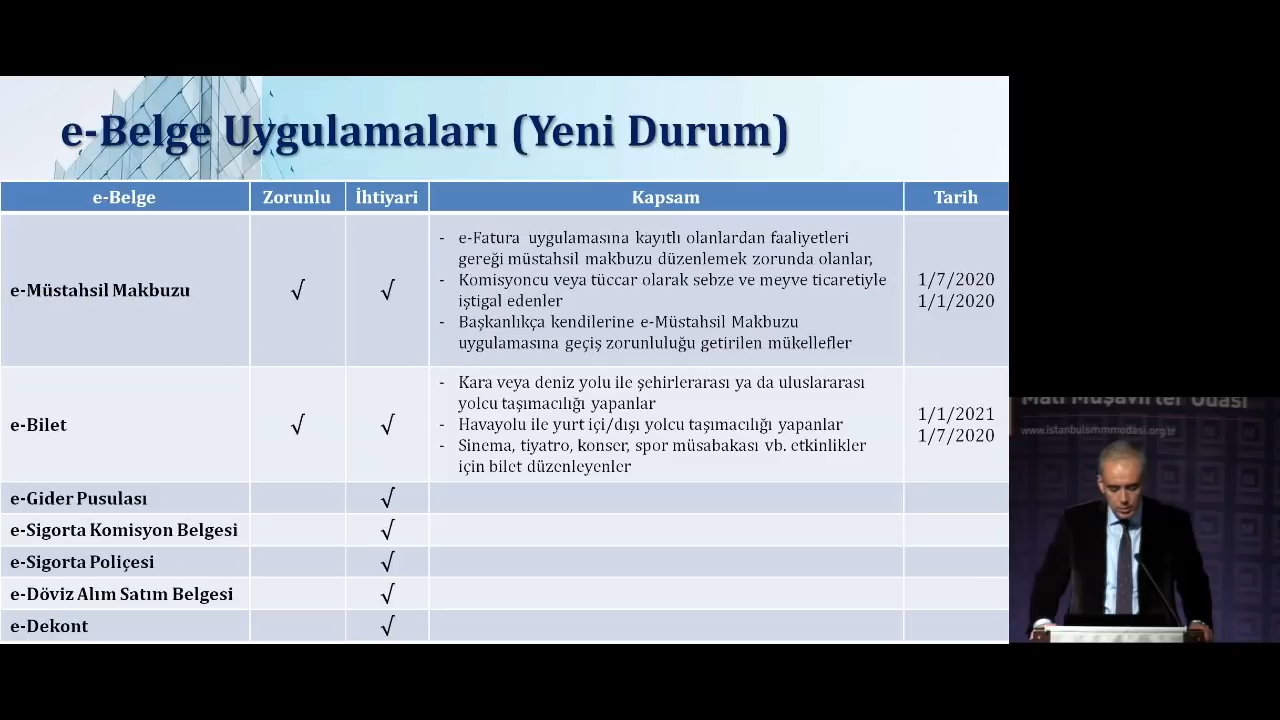 e-Belge Uygulamaları (Yeni Durum)
e-Belge Zorunlu İhtiyari Kapsam Tarih
e-Müstahsil Makbuzu √ √
- e-Fatura uygulamasına kayıtlı olanlardan faaliyetleri
gereği müstahsil makbuzu düzenlemek zorunda olanlar,
- Komisyoncu veya tüccar olarak sebze ve meyve ticaretiyle
iştigal edenler
- Başkanlıkça kendilerine e-Müstahsil Makbuzu
uygulamasına geçiş zorunluluğu getirilen mükellefler
1/7/2020
1/1/2020
e-Bilet √ √
- Kara veya deniz yolu ile şehirlerarası ya da uluslararası
yolcu taşımacılığı yapanlar
- Havayolu ile yurt içi/dışı yolcu taşımacılığı yapanlar
- Sinema, tiyatro, konser, spor müsabakası vb. etkinlikler
için bilet düzenleyenler
1/1/2021
1/7/2020
e-Gider Pusulası √
e-Sigorta Komisyon Belgesi √
e-Sigorta Poliçesi √
e-Döviz Alım Satım Belgesi √
e-Dekont √
Mali Müşavirler Odası
www.istanbulsmmmodasi.org.tr